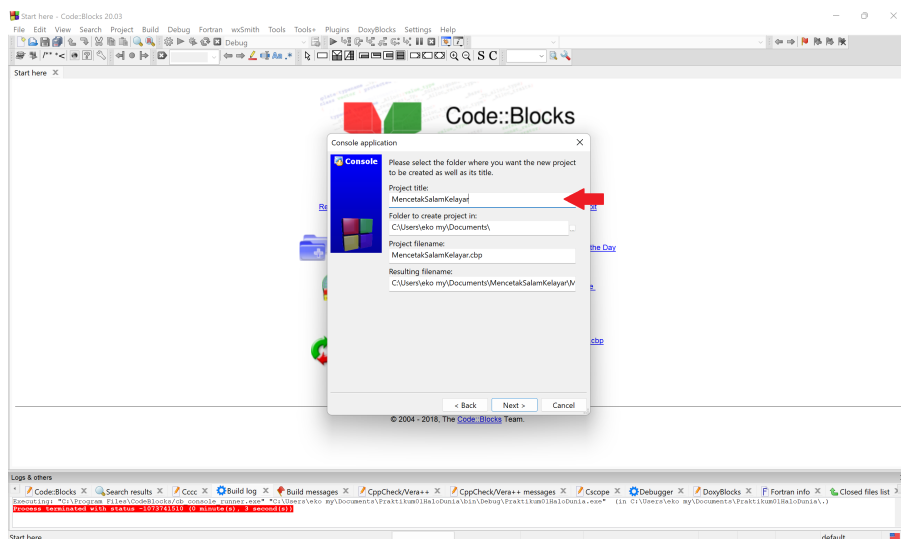 Start here - Code::Blocks 20.03
File Edit View Search Project Build Debug Fortran wxSmith Tools Tools+ Plugins DoxyBlocks Settings Help
Debug
/** *< S C
Start here X
Code::Blocks
Console application
Console
Please select the folder where you want the new project
to be created as well as its title.
Project title:
MencetakSalamKelayar
Re
Folder to create project in:
C:\Users\eko my\Documents\
Project filename:
the Day
MencetakSalamKelayar.cbp
Resulting filename:
C:\Users\eko my\Documents\MencetakSalamKelayar\M
.cbp
< Back Next > Cancel
© 2004 - 2018, The Code::Blocks Team.
Logs & others
Code::Blocks X Search results X Cccc X Build log X Build messages X CppCheck/Vera++ X CppCheck/Vera++ messages X Cscope X Debugger X DoxyBlocks X Fortran info X Closed files list X
Executing: "C:\Program Files\CodeBlocks/cb_console_runner.exe" "C:\Users\eko my\Documents\Praktikum01HaloDunia\bin\Debug\Praktikum01HaloDunia.exe" (in C:\Users\eko my\Documents\Praktikum01HaloDunia\.)
Process terminated with status -1073741510 (0 minute(s), 3 second(s))
Start here default